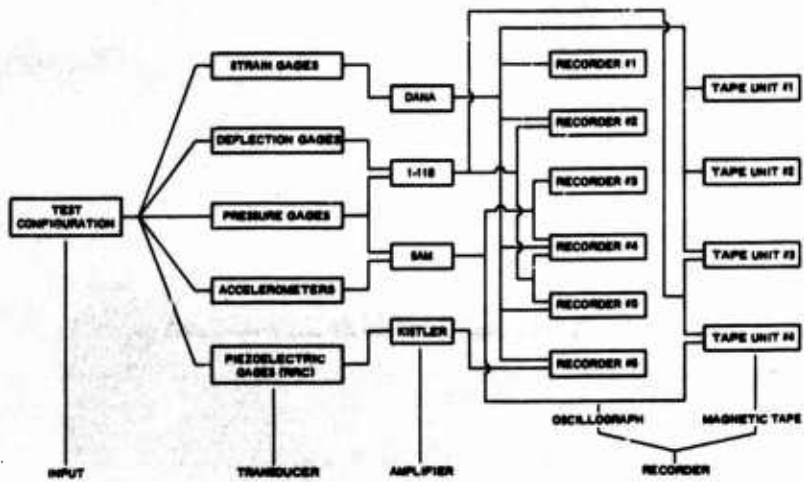 STRAIN GAGES
DEFLECTION GAGES
PRESSURE GAGES
ACCELEROMETERS
PIEZOELECTRIC
GAGES (RRC)
TEST
CONFIGURATION
DANA
1-118
SAM
KISTLER
RECORDER #1
RECORDER #2
RECORDER #3
RECORDER #4
RECORDER #5
RECORDER #6
TAPE UNIT #1
TAPE UNIT #2
TAPE UNIT #3
TAPE UNIT #4
OSCILLOGRAPH
MAGNETIC TAPE
INPUT
TRANSDUCER
AMPLIFIER
RECORDER